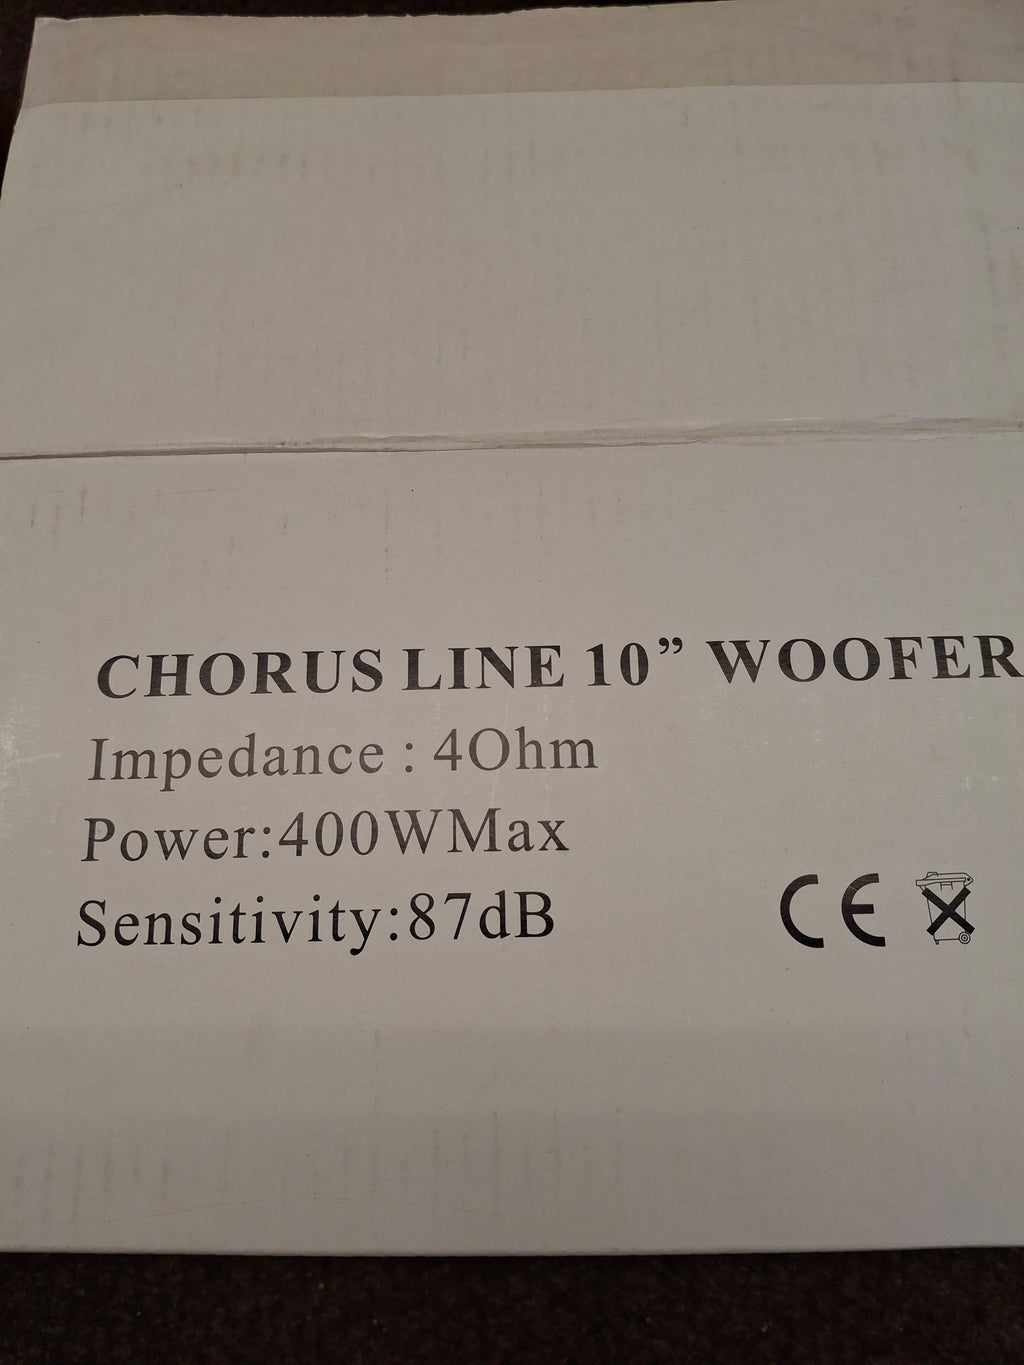 CHORUS LINE 10” WOOFER
Impedance : 4Ohm
Power:400WMax
Sensitivity:87dB
CE